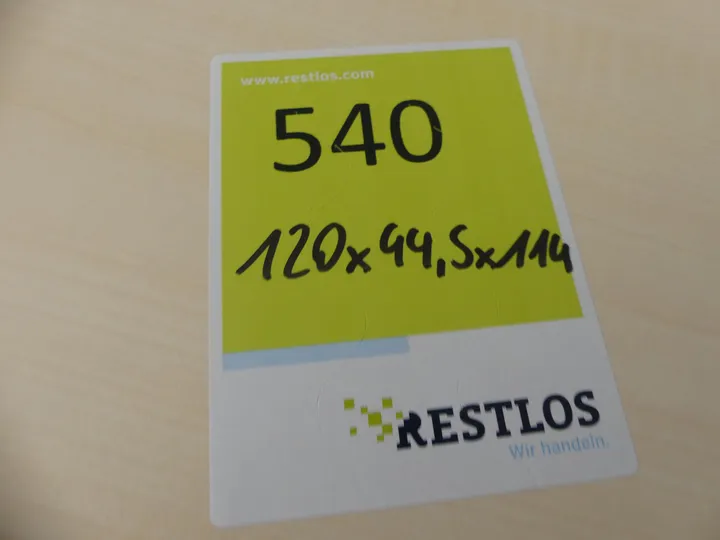 www.restlos.com
540
120x44,5x114
RESTLOS
Wir handeln.